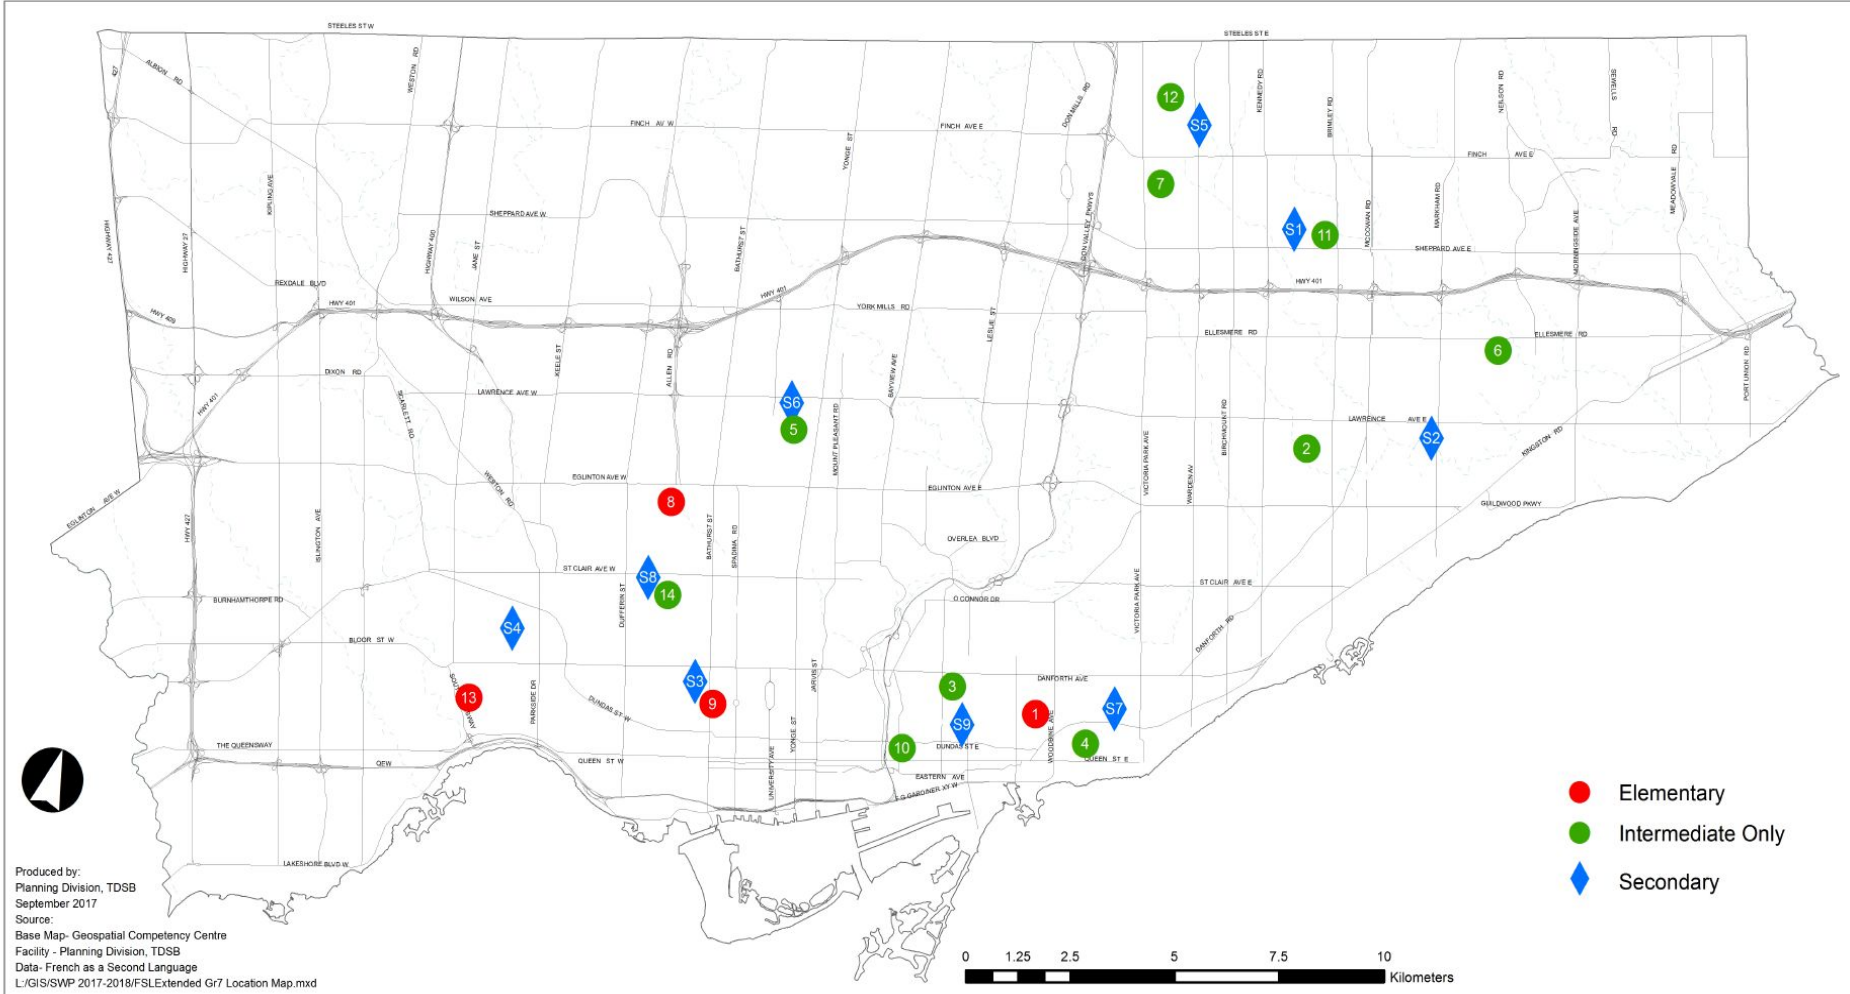 STEELES ST W
STEELES ST E
427
ALBION RD
WESTON RD
DON MILLS RD
KENNEDY RD
BRIMLEY RD
NEILSON RD
SEWELLS RD
12
S5
FINCH AV W
FINCH AVE E
YONGE ST
FINCH AVE E
MEADOWVALE RD
KIPLING AVE
7
MARKHAM RD
SHEPPARD AVE W
HIGHWAY 427
HIGHWAY 27
HIGHWAY 400
JANE ST
BATHURST ST
DON VALLEY PKWYS
S1
11
MCCOWAN RD
SHEPPARD AVE E
MORNINGSIDE AVE
REXDALE BLVD
HWY 401
WILSON AVE
HWY 401
YORK MILLS RD
HWY 401
HWY 409
LESLIE ST
ELLESMERE RD
ELLESMERE RD
6
KEELE ST
ALLEN RD
DIXON RD
BAYVIEW AVE
PORT UNION RD
HWY 401
SCARLETT RD
LAWRENCE AVE W
S6
5
MOUNT PLEASANT RD
BIRCHMOUNT RD
LAWRENCE AVE E
S2
KINGSTON RD
2
VICTORIA PARK AVE
WARDEN AV
EGLINTON AVE W
WESTON RD
EGLINTON AVE W
EGLINTON AVE E
8
GUILDWOOD PKWY
HWY 427
ISLINGTON AVE
BATHURST ST
SPADINA RD
OVERLEA BLVD
ST CLAIR AVE W
S8
14
DUFFERIN ST
ST CLAIR AVE E
BURNHAMTHORPE RD
O CONNOR DR
VICTORIA PARK AVE
S4
DANFORTH RD
BLOOR ST W
JARVIS ST
13
PARKSIDE DR
DUNDAS ST W
S3
9
3
DANFORTH AVE
1
S7
S9
WOODBINE AVE
4
10
THE QUEENSWAY
YONGE ST
DUNDAS ST E
QEW
QUEEN ST W
UNIVERSITY AVE
QUEEN ST E
EASTERN AVE
F G GARDINER XY W
LAKESHORE BLVD W
Elementary
Intermediate Only
Secondary
Produced by:
Planning Division, TDSB
September 2017
Source:
Base Map- Geospatial Competency Centre
Facility - Planning Division, TDSB
Data- French as a Second Language
L:/GIS/SWP 2017-2018/FSLExtended Gr7 Location Map.mxd
0 1.25 2.5 5 7.5 10
Kilometers